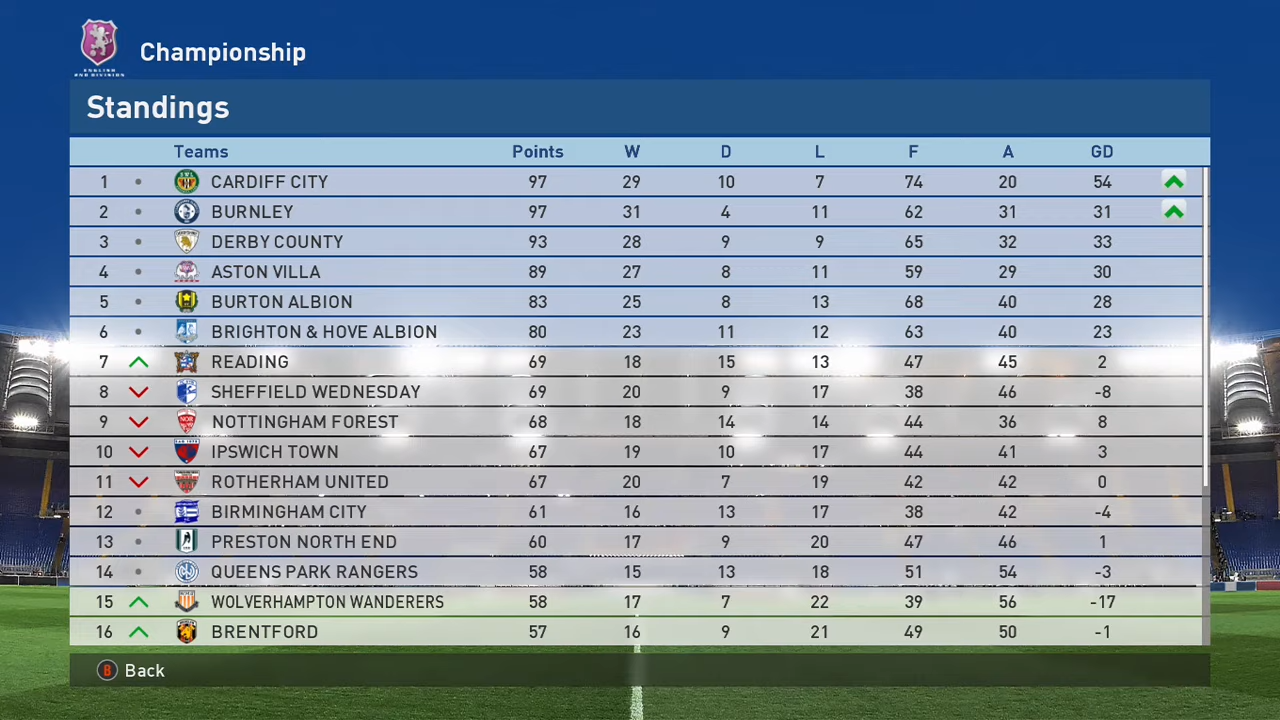 Championship
ENGLISH
2ND DIVISION
Standings
Teams Points W D L F A GD
1 CARDIFF CITY 97 29 10 7 74 20 54
2 BURNLEY 97 31 4 11 62 31 31
3 DERBY COUNTY 93 28 9 9 65 32 33
4 ASTON VILLA 89 27 8 11 59 29 30
5 BURTON ALBION 83 25 8 13 68 40 28
6 BRIGHTON & HOVE ALBION 80 23 11 12 63 40 23
7 READING 69 18 15 13 47 45 2
8 SHEFFIELD WEDNESDAY 69 20 9 17 38 46 -8
9 NOTTINGHAM FOREST 68 18 14 14 44 36 8
10 IPSWICH TOWN 67 19 10 17 44 41 3
11 ROTHERHAM UNITED 67 20 7 19 42 42 0
12 BIRMINGHAM CITY 61 16 13 17 38 42 -4
13 PRESTON NORTH END 60 17 9 20 47 46 1
14 QUEENS PARK RANGERS 58 15 13 18 51 54 -3
15 WOLVERHAMPTON WANDERERS 58 17 7 22 39 56 -17
16 BRENTFORD 57 16 9 21 49 50 -1
B Back